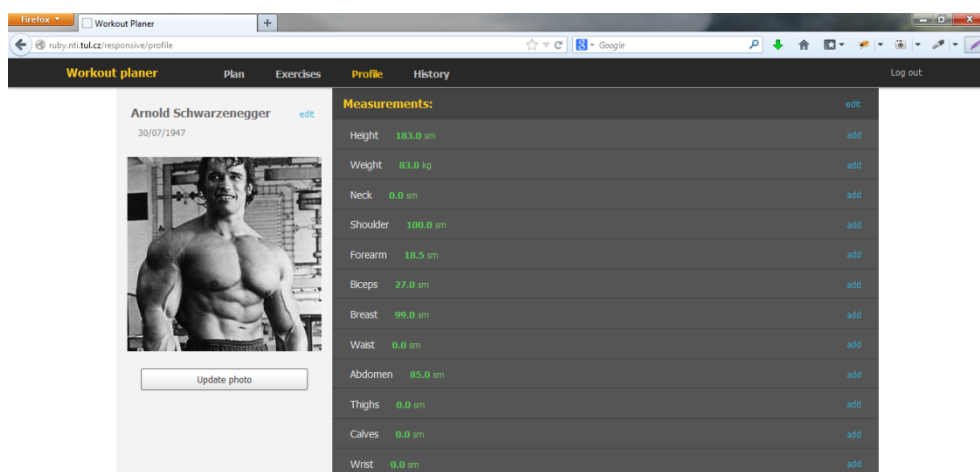 Firefox
Workout Planer
ruby.nti.tul.cz/responsive/profile
Google
Workout planer Plan Exercises Profile History Log out
Arnold Schwarzenegger edit
30/07/1947
Update photo
Measurements: edit
Height 183.0 sm add
Weight 83.0 kg add
Neck 0.0 sm add
Shoulder 100.0 sm add
Forearm 18.5 sm add
Biceps 27.0 sm add
Breast 99.0 sm add
Waist 0.0 sm add
Abdomen 85.0 sm add
Thighs 0.0 sm add
Calves 0.0 sm add
Wrist 0.0 sm add